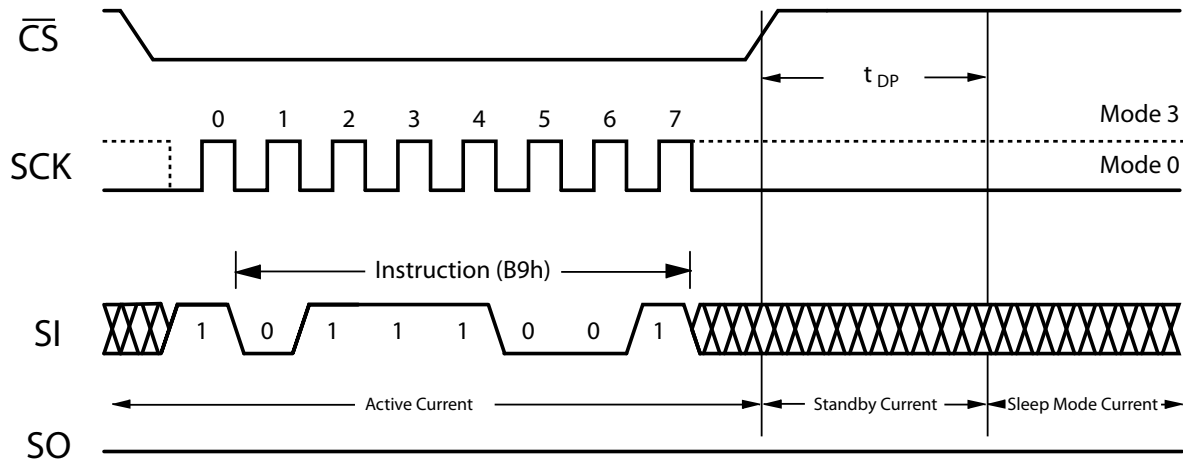 C̅S̅
t DP
0 1 2 3 4 5 6 7
Mode 3
SCK
Mode 0
Instruction (B9h)
SI
1 0 1 1 1 0 0 1
Active Current
Standby Current
Sleep Mode Current
SO